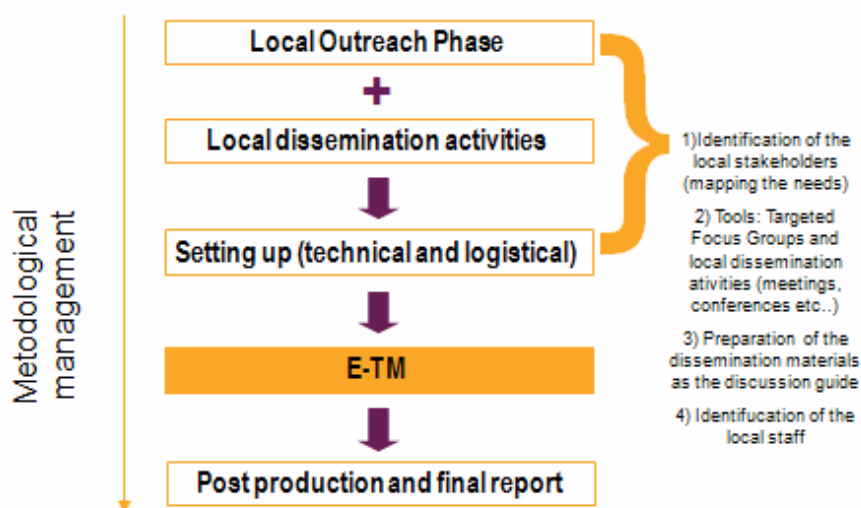 Local Outreach Phase
+
Local dissemination activities
Setting up (technical and logistical)
E-TM
Post production and final report
Metodological
management
1)Identification of the
local stakeholders
(mapping the needs)
2) Tools: Targeted
Focus Groups and
local dissemination
ativities (meetings,
conferences etc..)
3) Preparation of the
dissemination materials
as the discussion guide
4) Identifucation of the
local staff